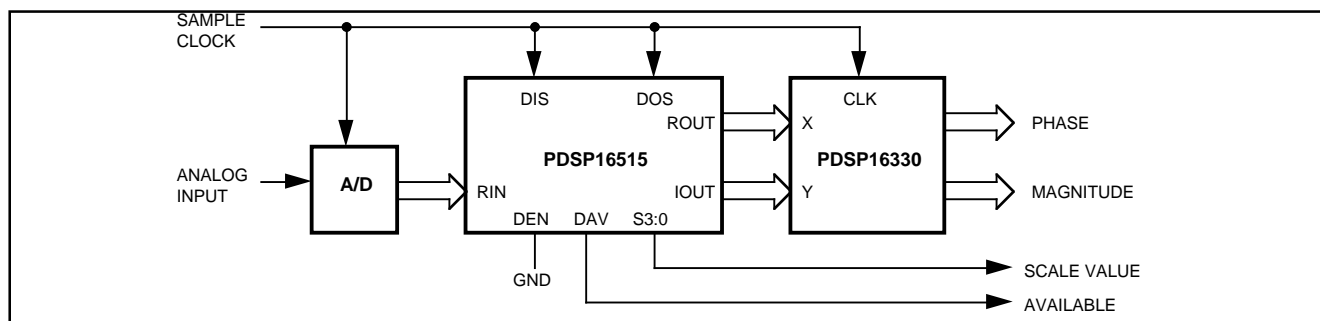 SAMPLE
CLOCK
DIS
DOS
CLK
ROUT
X
PHASE
ANALOG
INPUT
A/D
RIN
PDSP16515
PDSP16330
IOUT
Y
MAGNITUDE
DEN
DAV
S3:0
GND
SCALE VALUE
AVAILABLE